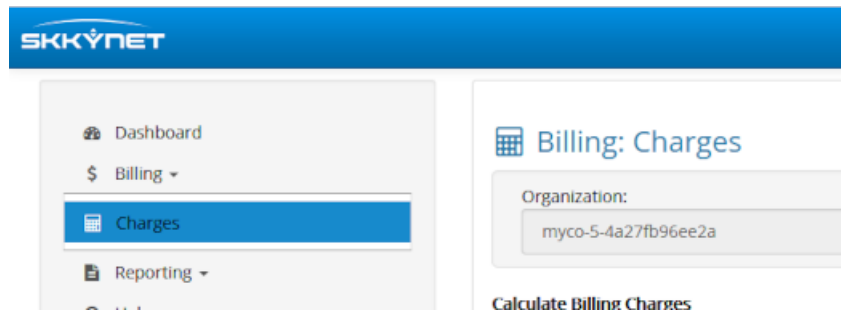 SKKYNET
Dashboard
$ Billing
Charges
Reporting
Billing: Charges
Organization:
myco-5-4a27fb96ee2a
Calculate Billing Charges